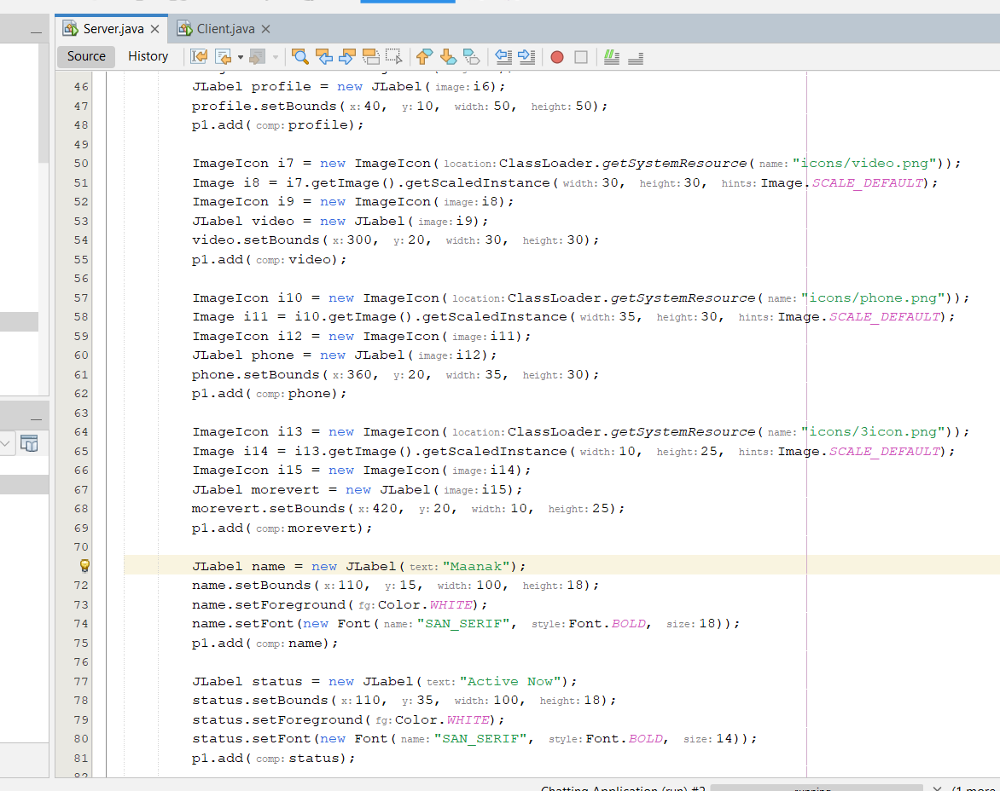 Server.java
Client.java
Source History
46 JLabel profile = new JLabel( image: i6);
47 profile.setBounds( x: 40, y: 10, width: 50, height: 50);
48 p1.add( comp: profile);
49
50 ImageIcon i7 = new ImageIcon( location: ClassLoader.getSystemResource( name: "icons/video.png"));
51 Image i8 = i7.getImage().getScaledInstance( width: 30, height: 30, hints: Image.SCALE_DEFAULT);
52 ImageIcon i9 = new ImageIcon( image: i8);
53 JLabel video = new JLabel( image: i9);
54 video.setBounds( x: 300, y: 20, width: 30, height: 30);
55 p1.add( comp: video);
56
57 ImageIcon i10 = new ImageIcon( location: ClassLoader.getSystemResource( name: "icons/phone.png"));
58 Image i11 = i10.getImage().getScaledInstance( width: 35, height: 30, hints: Image.SCALE_DEFAULT);
59 ImageIcon i12 = new ImageIcon( image: i11);
60 JLabel phone = new JLabel( image: i12);
61 phone.setBounds( x: 360, y: 20, width: 35, height: 30);
62 p1.add( comp: phone);
63
64 ImageIcon i13 = new ImageIcon( location: ClassLoader.getSystemResource( name: "icons/3icon.png"));
65 Image i14 = i13.getImage().getScaledInstance( width: 10, height: 25, hints: Image.SCALE_DEFAULT);
66 ImageIcon i15 = new ImageIcon( image: i14);
67 JLabel morevert = new JLabel( image: i15);
68 morevert.setBounds( x: 420, y: 20, width: 10, height: 25);
69 p1.add( comp: morevert);
70
JLabel name = new JLabel( text: "Maanak");
72 name.setBounds( x: 110, y: 15, width: 100, height: 18);
73 name.setForeground( fg: Color.WHITE);
74 name.setFont(new Font( name: "SAN_SERIF", style: Font.BOLD, size: 18));
75 p1.add( comp: name);
76
77 JLabel status = new JLabel( text: "Active Now");
78 status.setBounds( x: 110, y: 35, width: 100, height: 18);
79 status.setForeground( fg: Color.WHITE);
80 status.setFont(new Font( name: "SAN_SERIF", style: Font.BOLD, size: 14));
81 p1.add( comp: status);
82
Chatting Application (run) #2 running (1 more